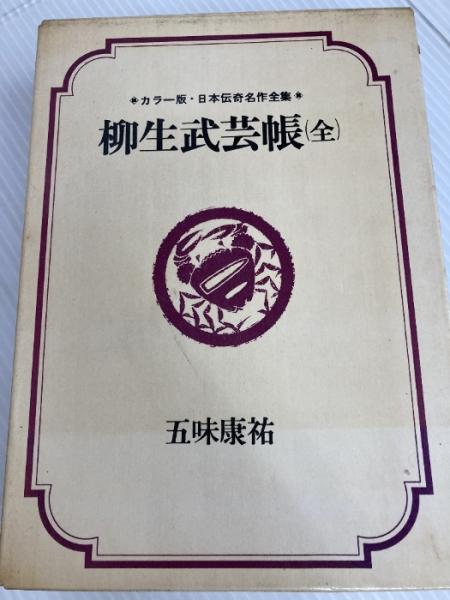 カラー版・日本伝奇名作全集
柳生武芸帳(全)
五味康祐